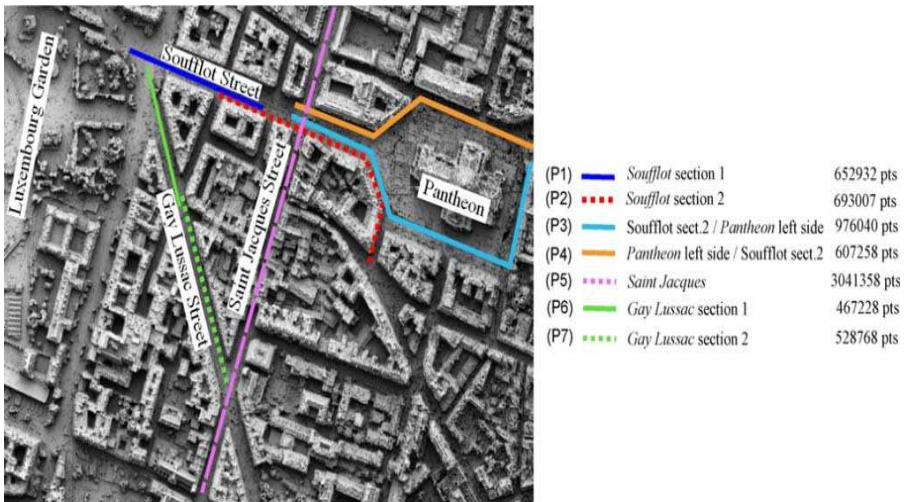 Luxembourg Garden
Soufflot Street
Gay Lussac Street
Saint Jacques Street
Pantheon
(P1) Soufflot section 1 652932 pts
(P2) Soufflot section 2 693007 pts
(P3) Soufflot sect.2 / Pantheon left side 976040 pts
(P4) Pantheon left side / Soufflot sect.2 607258 pts
(P5) Saint Jacques 3041358 pts
(P6) Gay Lussac section 1 467228 pts
(P7) Gay Lussac section 2 528768 pts